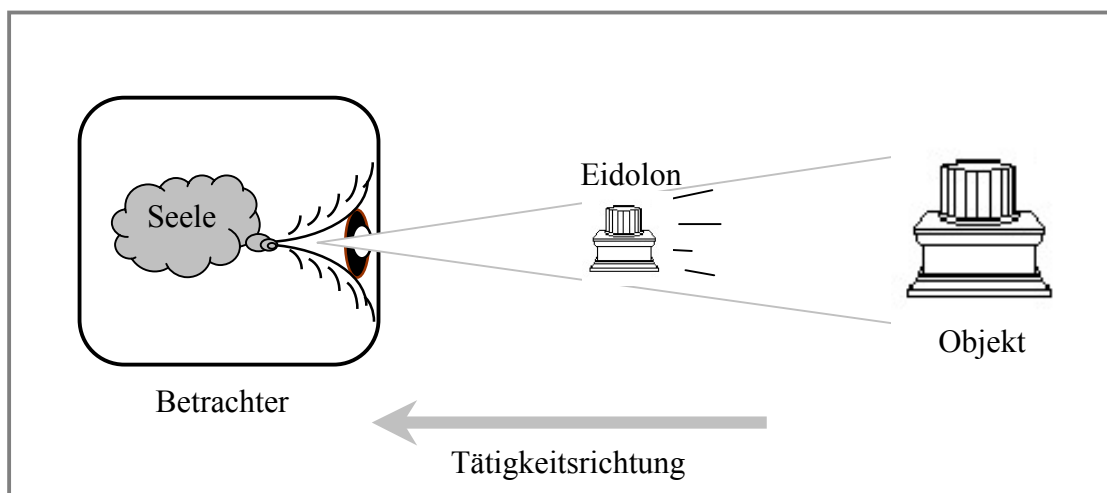 Eidolon
Seele
Objekt
Betrachter
Tätigkeitsrichtung